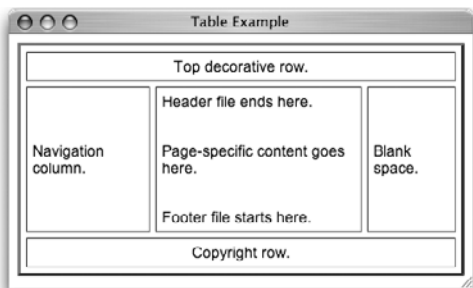 Table Example
Top decorative row.
Navigation
column.
Header file ends here.
Page-specific content goes
here.
Footer file starts here.
Blank
space.
Copyright row.